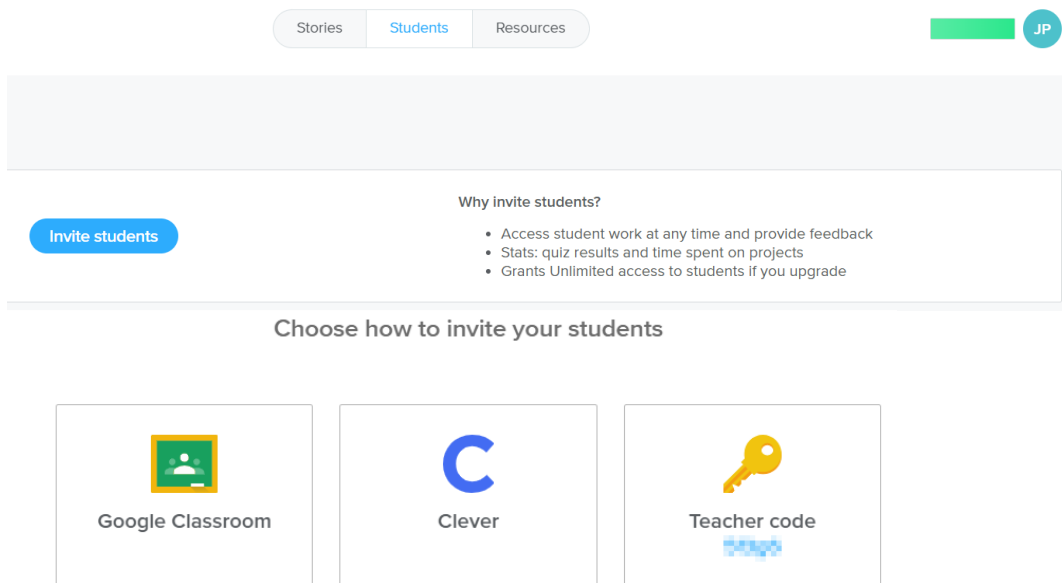 Stories
Students
Resources
JP
Invite students
Why invite students?
Access student work at any time and provide feedback
Stats: quiz results and time spent on projects
Grants Unlimited access to students if you upgrade
Choose how to invite your students
Google Classroom
Clever
Teacher code